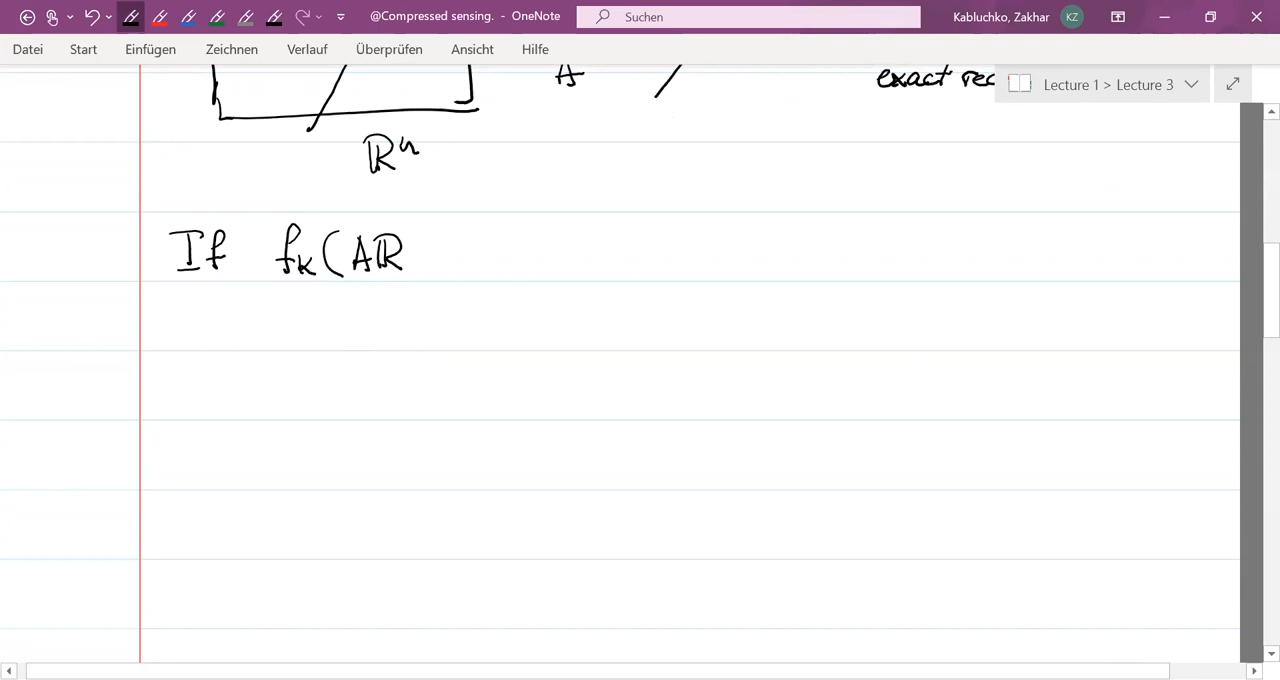 @Compressed sensing. - OneNote
Suchen
Kabluchko, Zakhar
KZ
Datei Start Einfügen Zeichnen Verlauf Überprüfen Ansicht Hilfe
A exact rec
Lecture 1 > Lecture 3
ℝⁿ
If fₖ(Aℝ